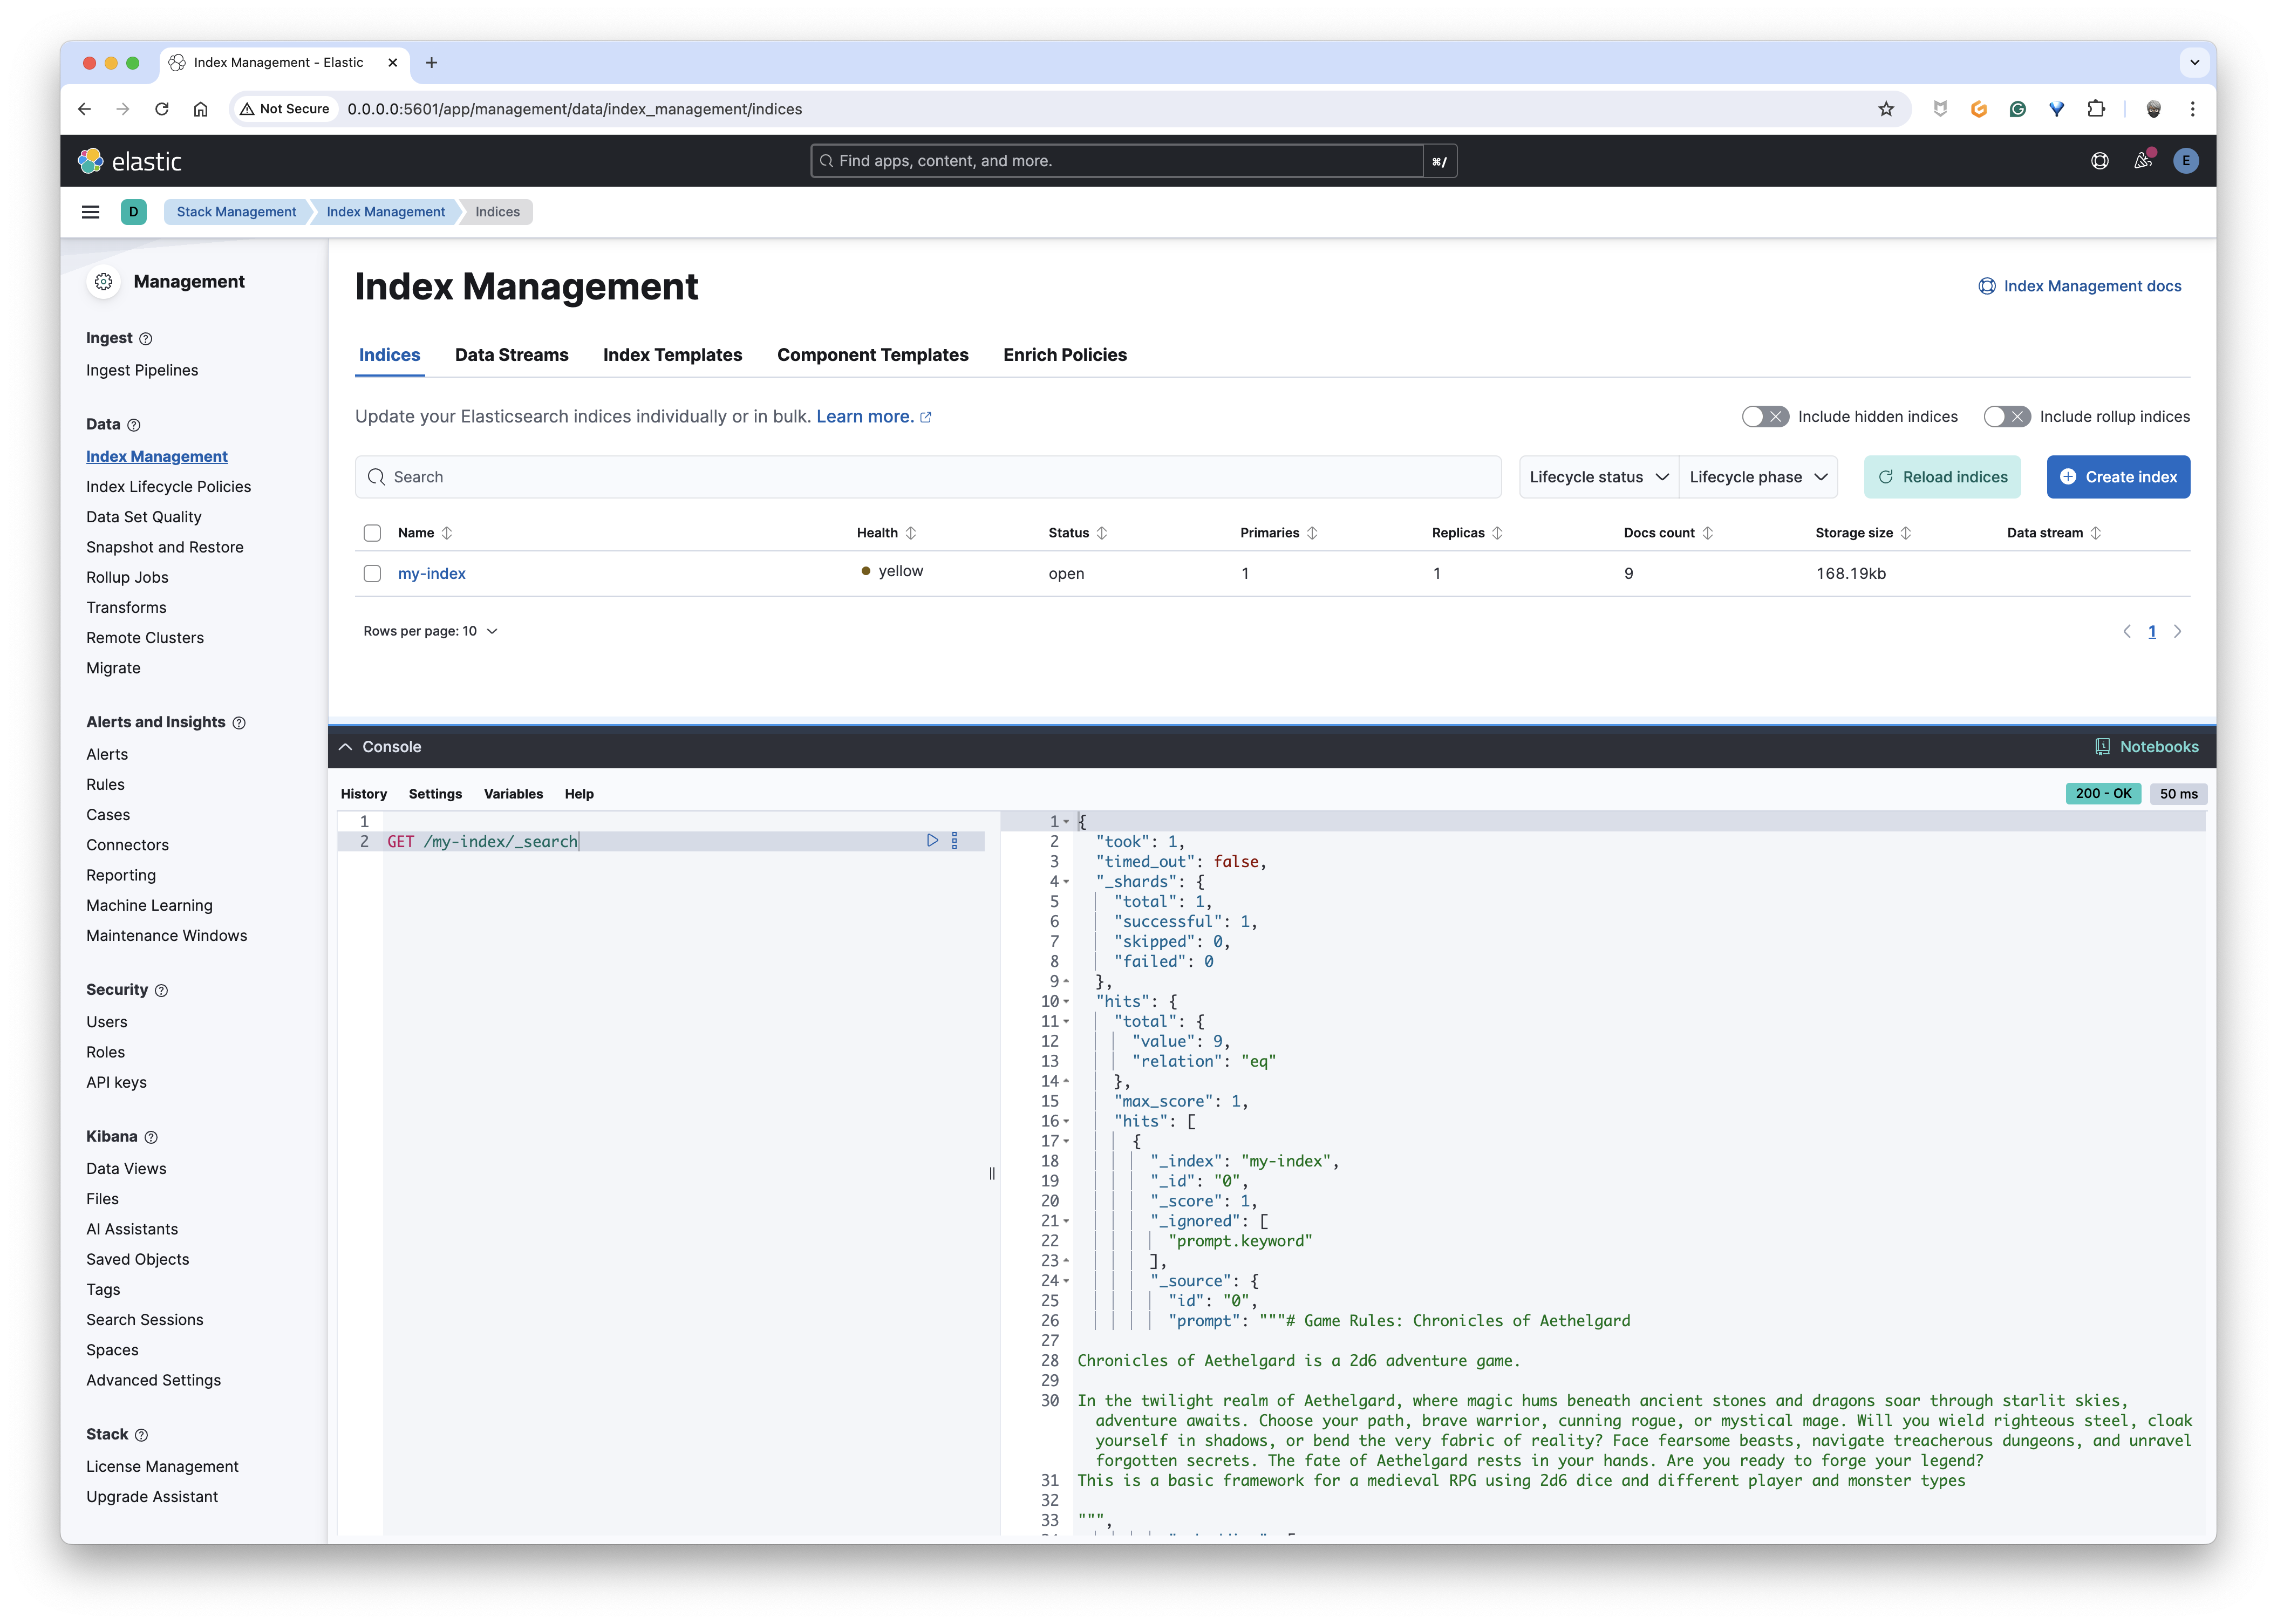 Index Management - Elastic
Not Secure 0.0.0.0:5601/app/management/data/index_management/indices
elastic
Find apps, content, and more.
⌘/
E
D
Stack Management
Index Management
Indices
Management
Ingest
Ingest Pipelines
Data
Index Management
Index Lifecycle Policies
Data Set Quality
Snapshot and Restore
Rollup Jobs
Transforms
Remote Clusters
Migrate
Alerts and Insights
Alerts
Rules
Cases
Connectors
Reporting
Machine Learning
Maintenance Windows
Security
Users
Roles
API keys
Kibana
Data Views
Files
AI Assistants
Saved Objects
Tags
Search Sessions
Spaces
Advanced Settings
Stack
License Management
Upgrade Assistant
Index Management
Index Management docs
Indices Data Streams Index Templates Component Templates Enrich Policies
Update your Elasticsearch indices individually or in bulk. Learn more.
Include hidden indices Include rollup indices
Search
Lifecycle status Lifecycle phase Reload indices Create index
Name Health Status Primaries Replicas Docs count Storage size Data stream
my-index yellow open 1 1 9 168.19kb
Rows per page: 10
1
Console
Notebooks
History Settings Variables Help
200 - OK 50 ms
1
2 GET /my-index/_search
1 {
2 "took": 1,
3 "timed_out": false,
4 "_shards": {
5 "total": 1,
6 "successful": 1,
7 "skipped": 0,
8 "failed": 0
9 },
10 "hits": {
11 "total": {
12 "value": 9,
13 "relation": "eq"
14 },
15 "max_score": 1,
16 "hits": [
17 {
18 "_index": "my-index",
19 "_id": "0",
20 "_score": 1,
21 "_ignored": [
22 "prompt.keyword"
23 ],
24 "_source": {
25 "id": "0",
26 "prompt": """# Game Rules: Chronicles of Aethelgard
27
28 Chronicles of Aethelgard is a 2d6 adventure game.
29
30 In the twilight realm of Aethelgard, where magic hums beneath ancient stones and dragons soar through starlit skies,
adventure awaits. Choose your path, brave warrior, cunning rogue, or mystical mage. Will you wield righteous steel, cloak
yourself in shadows, or bend the very fabric of reality? Face fearsome beasts, navigate treacherous dungeons, and unravel
forgotten secrets. The fate of Aethelgard rests in your hands. Are you ready to forge your legend?
31 This is a basic framework for a medieval RPG using 2d6 dice and different player and monster types
32
33 """,